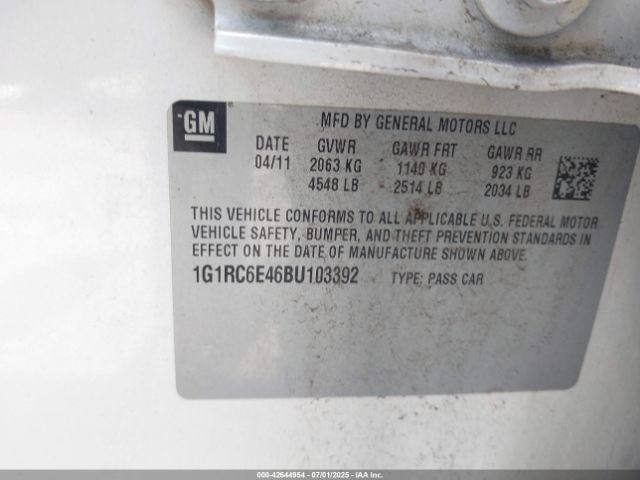 GM
MFD BY GENERAL MOTORS LLC
DATE GVWR GAWR FRT GAWR RR
04/11 2063 KG 1140 KG 923 KG
4548 LB 2514 LB 2034 LB
THIS VEHICLE CONFORMS TO ALL APPLICABLE U.S. FEDERAL MOTOR
VEHICLE SAFETY, BUMPER, AND THEFT PREVENTION STANDARDS IN
EFFECT ON THE DATE OF MANUFACTURE SHOWN ABOVE.
1G1RC6E46BU103392 TYPE: PASS CAR
000-42644954 - 07/01/2025 - IAAI.COM